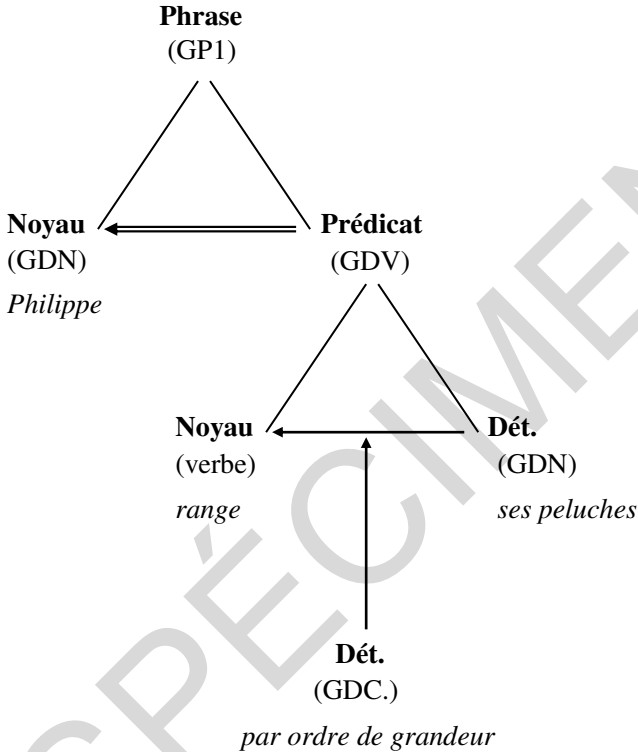 Phrase
(GP1)
Noyau
(GDN)
Philippe
Prédicat
(GDV)
Noyau
(verbe)
range
Dét.
(GDN)
ses peluches
Dét.
(GDC.)
par ordre de grandeur
SPÉCIMEN